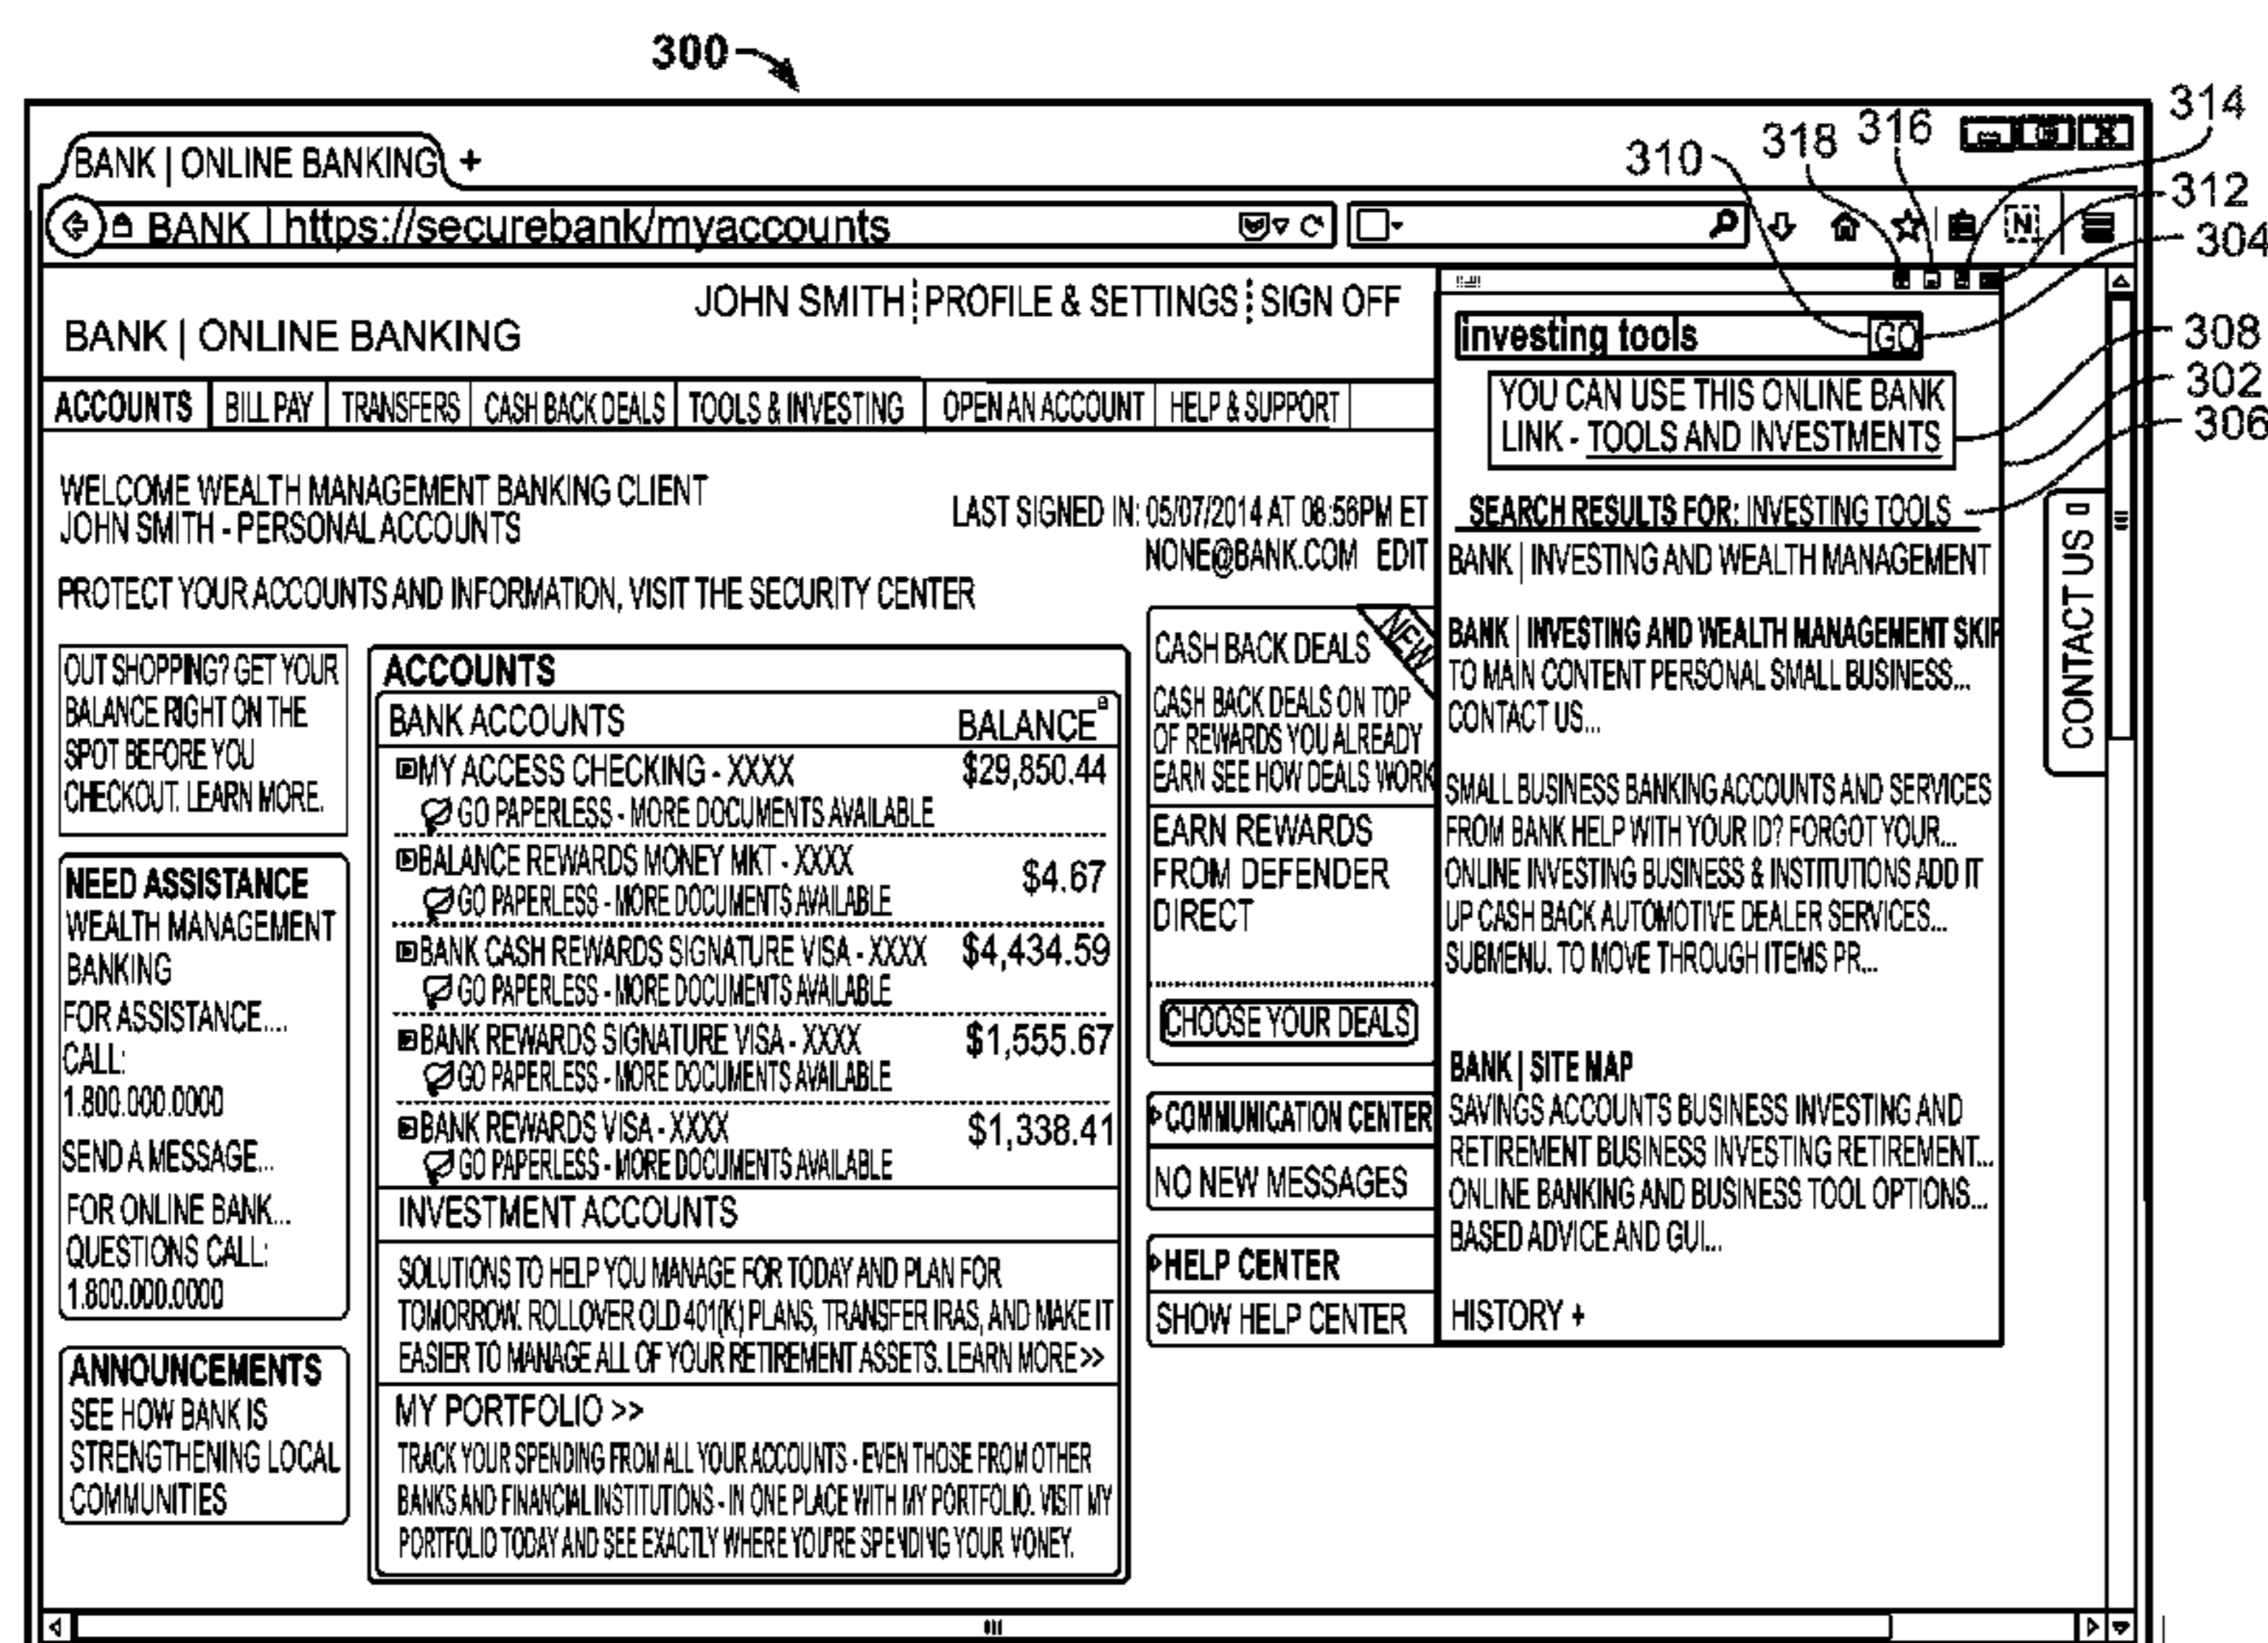 300
314
318 316
310
312
304
308
302
306
BANK | ONLINE BANKING +
BANK | https://securebank/myaccounts
N
JOHN SMITH PROFILE & SETTINGS SIGN OFF
BANK | ONLINE BANKING
ACCOUNTS BILL PAY TRANSFERS CASH BACK DEALS TOOLS & INVESTING OPEN AN ACCOUNT HELP & SUPPORT
WELCOME WEALTH MANAGEMENT BANKING CLIENT
JOHN SMITH - PERSONAL ACCOUNTS
LAST SIGNED IN: 05/07/2014 AT 08:56PM ET
NONE@BANK.COM EDIT
PROTECT YOUR ACCOUNTS AND INFORMATION, VISIT THE SECURITY CENTER
OUT SHOPPING? GET YOUR
BALANCE RIGHT ON THE
SPOT BEFORE YOU
CHECKOUT. LEARN MORE.
NEED ASSISTANCE
WEALTH MANAGEMENT
BANKING
FOR ASSISTANCE....
CALL:
1.800.000.0000
SEND A MESSAGE...
FOR ONLINE BANK...
QUESTIONS CALL:
1.800.000.0000
ANNOUNCEMENTS
SEE HOW BANK IS
STRENGTHENING LOCAL
COMMUNITIES
ACCOUNTS
BANK ACCOUNTS BALANCE
MY ACCESS CHECKING - XXXX $29,850.44
GO PAPERLESS - MORE DOCUMENTS AVAILABLE
BALANCE REWARDS MONEY MKT - XXXX $4.67
GO PAPERLESS - MORE DOCUMENTS AVAILABLE
BANK CASH REWARDS SIGNATURE VISA - XXXX $4,434.59
GO PAPERLESS - MORE DOCUMENTS AVAILABLE
BANK REWARDS SIGNATURE VISA - XXXX $1,555.67
GO PAPERLESS - MORE DOCUMENTS AVAILABLE
BANK REWARDS VISA - XXXX $1,338.41
GO PAPERLESS - MORE DOCUMENTS AVAILABLE
INVESTMENT ACCOUNTS
SOLUTIONS TO HELP YOU MANAGE FOR TODAY AND PLAN FOR
TOMORROW. ROLLOVER OLD 401(K) PLANS, TRANSFER IRAS, AND MAKE IT
EASIER TO MANAGE ALL OF YOUR RETIREMENT ASSETS. LEARN MORE >>
MY PORTFOLIO >>
TRACK YOUR SPENDING FROM ALL YOUR ACCOUNTS - EVEN THOSE FROM OTHER
BANKS AND FINANCIAL INSTITUTIONS - IN ONE PLACE WITH MY PORTFOLIO. VISIT MY
PORTFOLIO TODAY AND SEE EXACTLY WHERE YOU'RE SPENDING YOUR MONEY.
CASH BACK DEALS NEW
CASH BACK DEALS ON TOP
OF REWARDS YOU ALREADY
EARN SEE HOW DEALS WORK
EARN REWARDS
FROM DEFENDER
DIRECT
CHOOSE YOUR DEALS
COMMUNICATION CENTER
NO NEW MESSAGES
HELP CENTER
SHOW HELP CENTER
investing tools GO
YOU CAN USE THIS ONLINE BANK
LINK - TOOLS AND INVESTMENTS
SEARCH RESULTS FOR: INVESTING TOOLS
BANK | INVESTING AND WEALTH MANAGEMENT
BANK | INVESTING AND WEALTH MANAGEMENT SKIP
TO MAIN CONTENT PERSONAL SMALL BUSINESS...
CONTACT US...
SMALL BUSINESS BANKING ACCOUNTS AND SERVICES
FROM BANK HELP WITH YOUR ID? FORGOT YOUR...
ONLINE INVESTING BUSINESS & INSTITUTIONS ADD IT
UP CASH BACK AUTOMOTIVE DEALER SERVICES...
SUBMENU. TO MOVE THROUGH ITEMS PR...
BANK | SITE MAP
SAVINGS ACCOUNTS BUSINESS INVESTING AND
RETIREMENT BUSINESS INVESTING RETIREMENT...
ONLINE BANKING AND BUSINESS TOOL OPTIONS...
BASED ADVICE AND GUI...
HISTORY +
CONTACT US